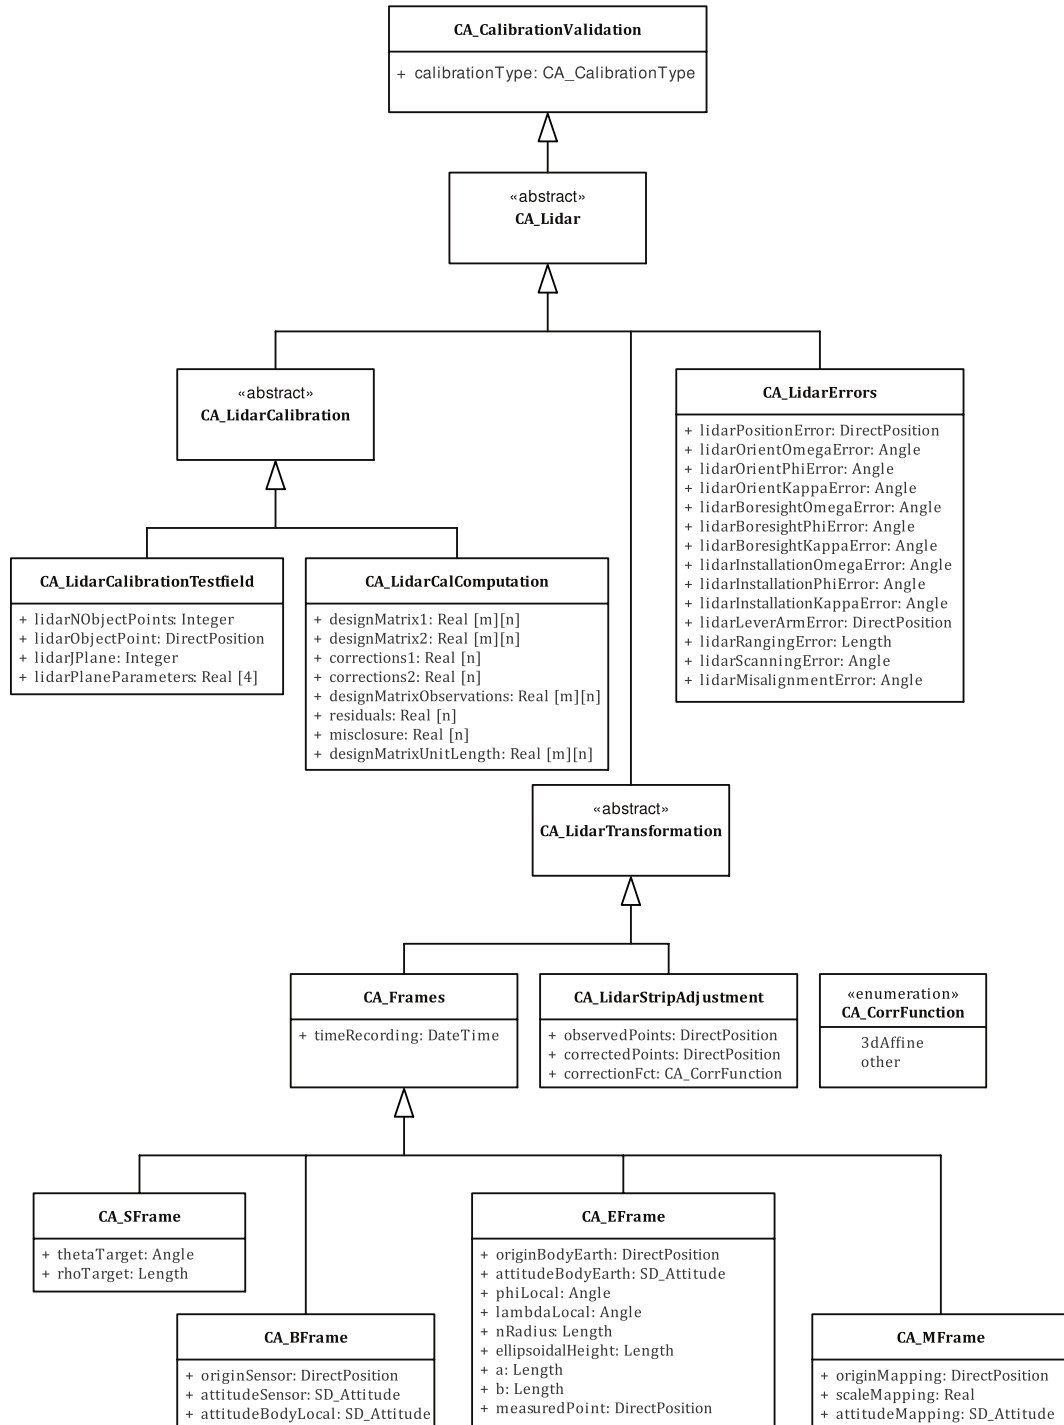 CA_CalibrationValidation
+ calibrationType: CA_CalibrationType
«abstract»
CA_Lidar
«abstract»
CA_LidarCalibration
CA_LidarErrors
+ lidarPositionError: DirectPosition
+ lidarOrientOmegaError: Angle
+ lidarOrientPhiError: Angle
+ lidarOrientKappaError: Angle
+ lidarBoresightOmegaError: Angle
+ lidarBoresightPhiError: Angle
+ lidarBoresightKappaError: Angle
+ lidarInstallationOmegaError: Angle
+ lidarInstallationPhiError: Angle
+ lidarInstallationKappaError: Angle
+ lidarLeverArmError: DirectPosition
+ lidarRangingError: Length
+ lidarScanningError: Angle
+ lidarMisalignmentError: Angle
CA_LidarCalibrationTestfield
+ lidarNObjectPoints: Integer
+ lidarObjectPoint: DirectPosition
+ lidarJPlane: Integer
+ lidarPlaneParameters: Real [4]
CA_LidarCalComputation
+ designMatrix1: Real [m][n]
+ designMatrix2: Real [m][n]
+ corrections1: Real [n]
+ corrections2: Real [n]
+ designMatrixObservations: Real [m][n]
+ residuals: Real [n]
+ misclosure: Real [n]
+ designMatrixUnitLength: Real [m][n]
«abstract»
CA_LidarTransformation
CA_Frames
+ timeRecording: DateTime
CA_LidarStripAdjustment
+ observedPoints: DirectPosition
+ correctedPoints: DirectPosition
+ correctionFct: CA_CorrFunction
«enumeration»
CA_CorrFunction
3dAffine
other
CA_SFrame
+ thetaTarget: Angle
+ rhoTarget: Length
CA_BFrame
+ originSensor: DirectPosition
+ attitudeSensor: SD_Attitude
+ attitudeBodyLocal: SD_Attitude
CA_EFrame
+ originBodyEarth: DirectPosition
+ attitudeBodyEarth: SD_Attitude
+ phiLocal: Angle
+ lambdaLocal: Angle
+ nRadius: Length
+ ellipsoidalHeight: Length
+ a: Length
+ b: Length
+ measuredPoint: DirectPosition
CA_MFrame
+ originMapping: DirectPosition
+ scaleMapping: Real
+ attitudeMapping: SD_Attitude